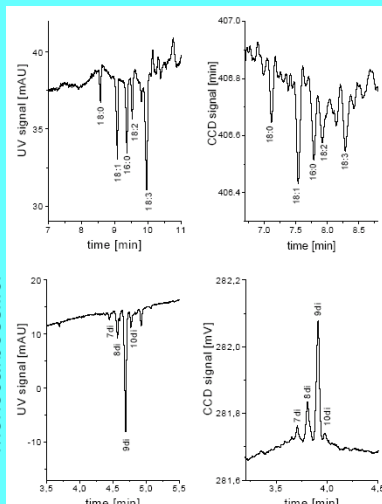 40
35
30
UV signal [mAU]
18:0
18:1
16:0
18:2
18:3
7 8 9 10 11
time [min]
407.0
406.8
406.6
406.4
CCD signal [min]
18:0
18:1
16:0
18:2
18:3
7.0 7.5 8.0 8.5
time [min]
20
10
0
-10
UV signal [mAU]
7di
8di
9di
10di
3,5 4,0 4,5 5,0 5,5
time [min]
282,2
282,0
281,8
281,6
CCD signal [mV]
7di
8di
9di
10di
3,5 4,0 4,5
time [min]